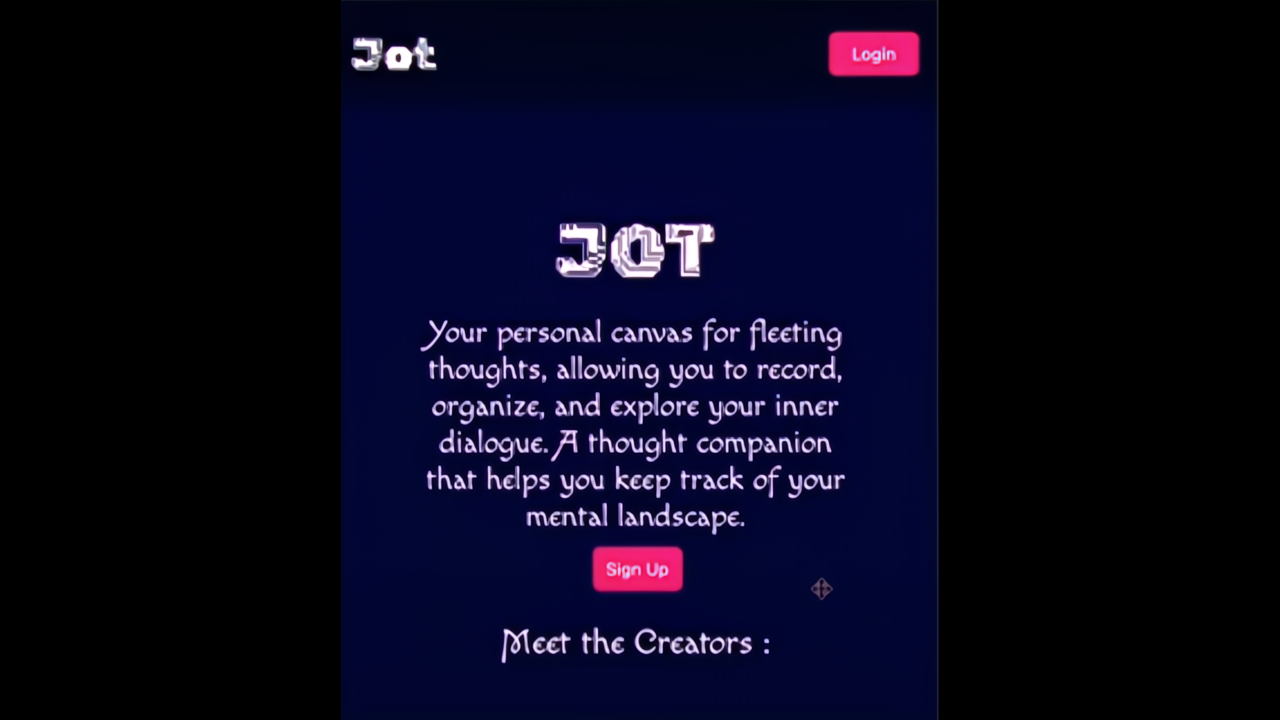 Jot
Login
JOT
Your personal canvas for fleeting
thoughts, allowing you to record,
organize, and explore your inner
dialogue. A thought companion
that helps you keep track of your
mental landscape.
Sign Up
Meet the Creators :